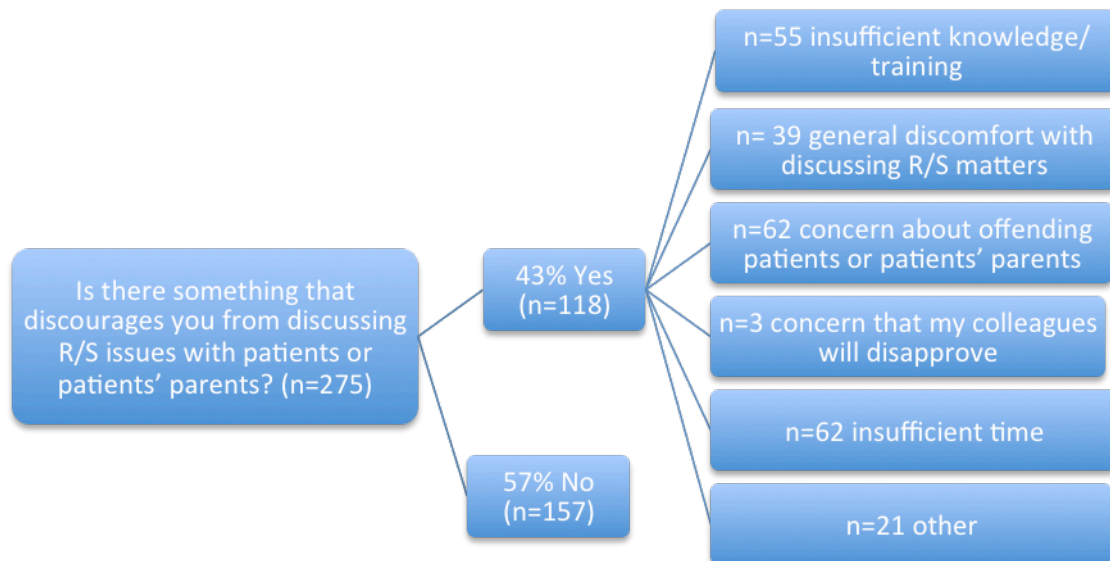 Is there something that
discourages you from discussing
R/S issues with patients or
patients’ parents? (n=275)
43% Yes
(n=118)
57% No
(n=157)
n=55 insufficient knowledge/
training
n= 39 general discomfort with
discussing R/S matters
n=62 concern about offending
patients or patients’ parents
n=3 concern that my colleagues
will disapprove
n=62 insufficient time
n=21 other